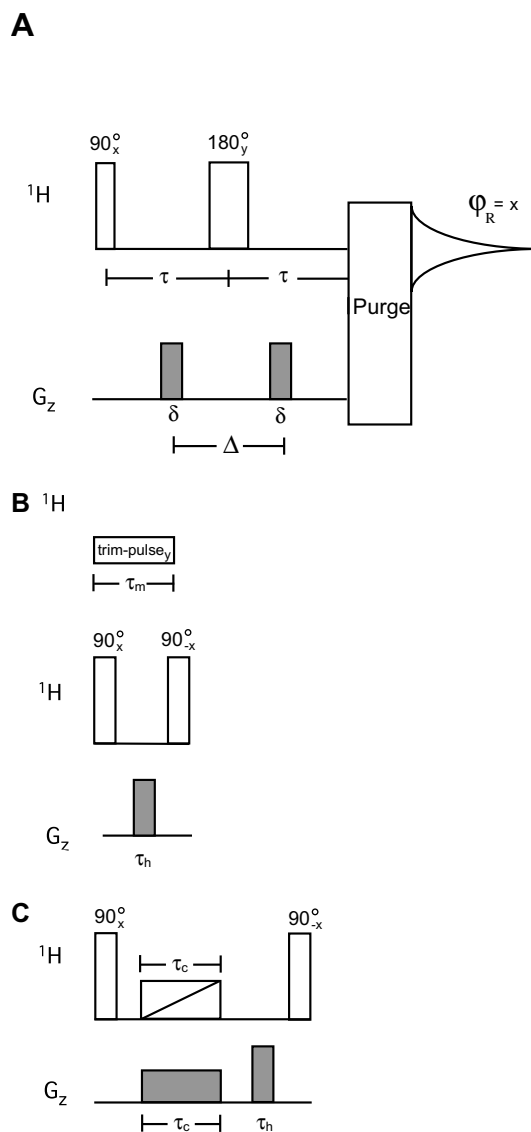 A
90°x 180°y
¹H
φR = x
τ τ
Purge
Gz
δ δ
Δ
B ¹H
trim-pulsey
τm
90°x 90°-x
¹H
Gz
τh
C
90°x 90°-x
¹H
τc
Gz
τc τh